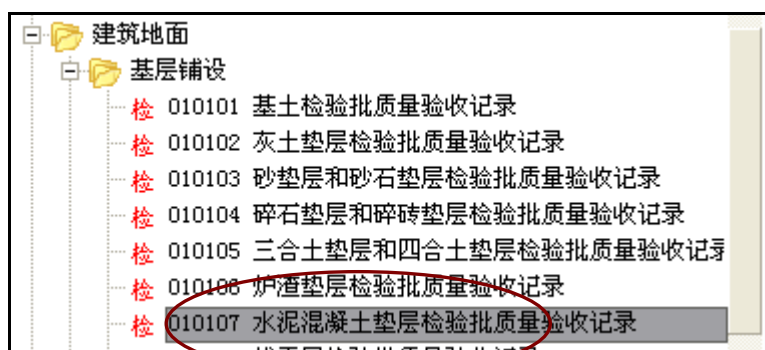 建筑地面
基层铺设
检 010101 基土检验批质量验收记录
检 010102 灰土垫层检验批质量验收记录
检 010103 砂垫层和砂石垫层检验批质量验收记录
检 010104 碎石垫层和碎砖垫层检验批质量验收记录
检 010105 三合土垫层和四合土垫层检验批质量验收记录
检 010106 炉渣垫层检验批质量验收记录
检 010107 水泥混凝土垫层检验批质量验收记录